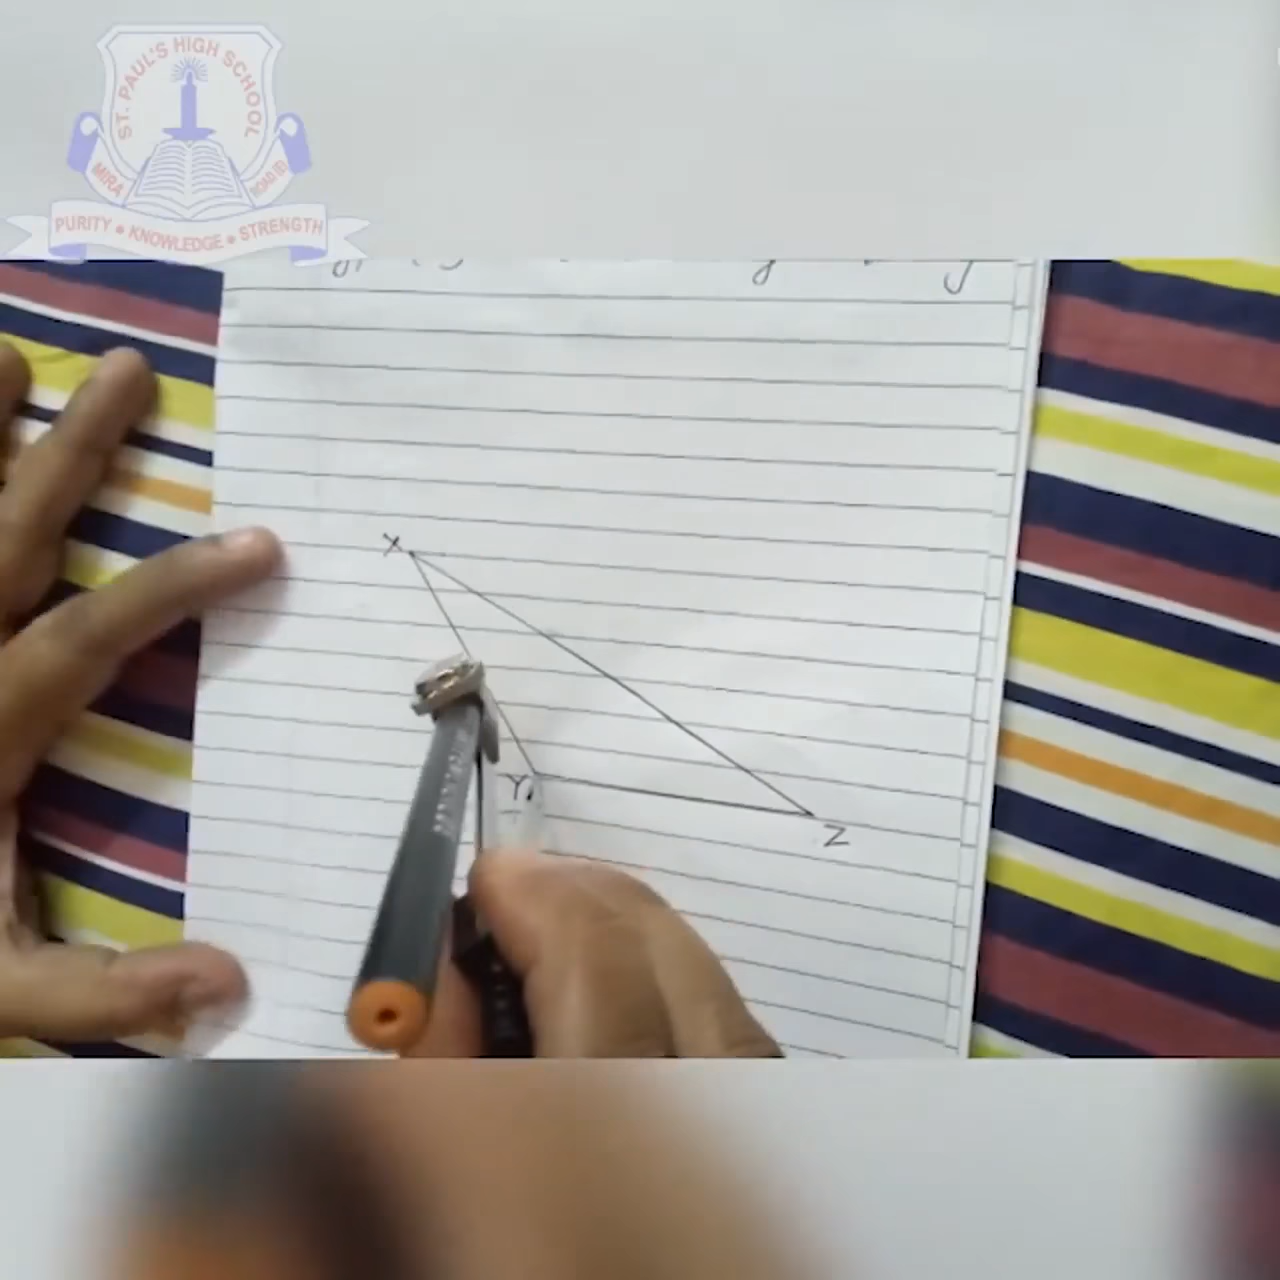 ST. PAUL'S HIGH SCHOOL
MIRA ROAD (E)
PURITY • KNOWLEDGE • STRENGTH
X
Y
Z